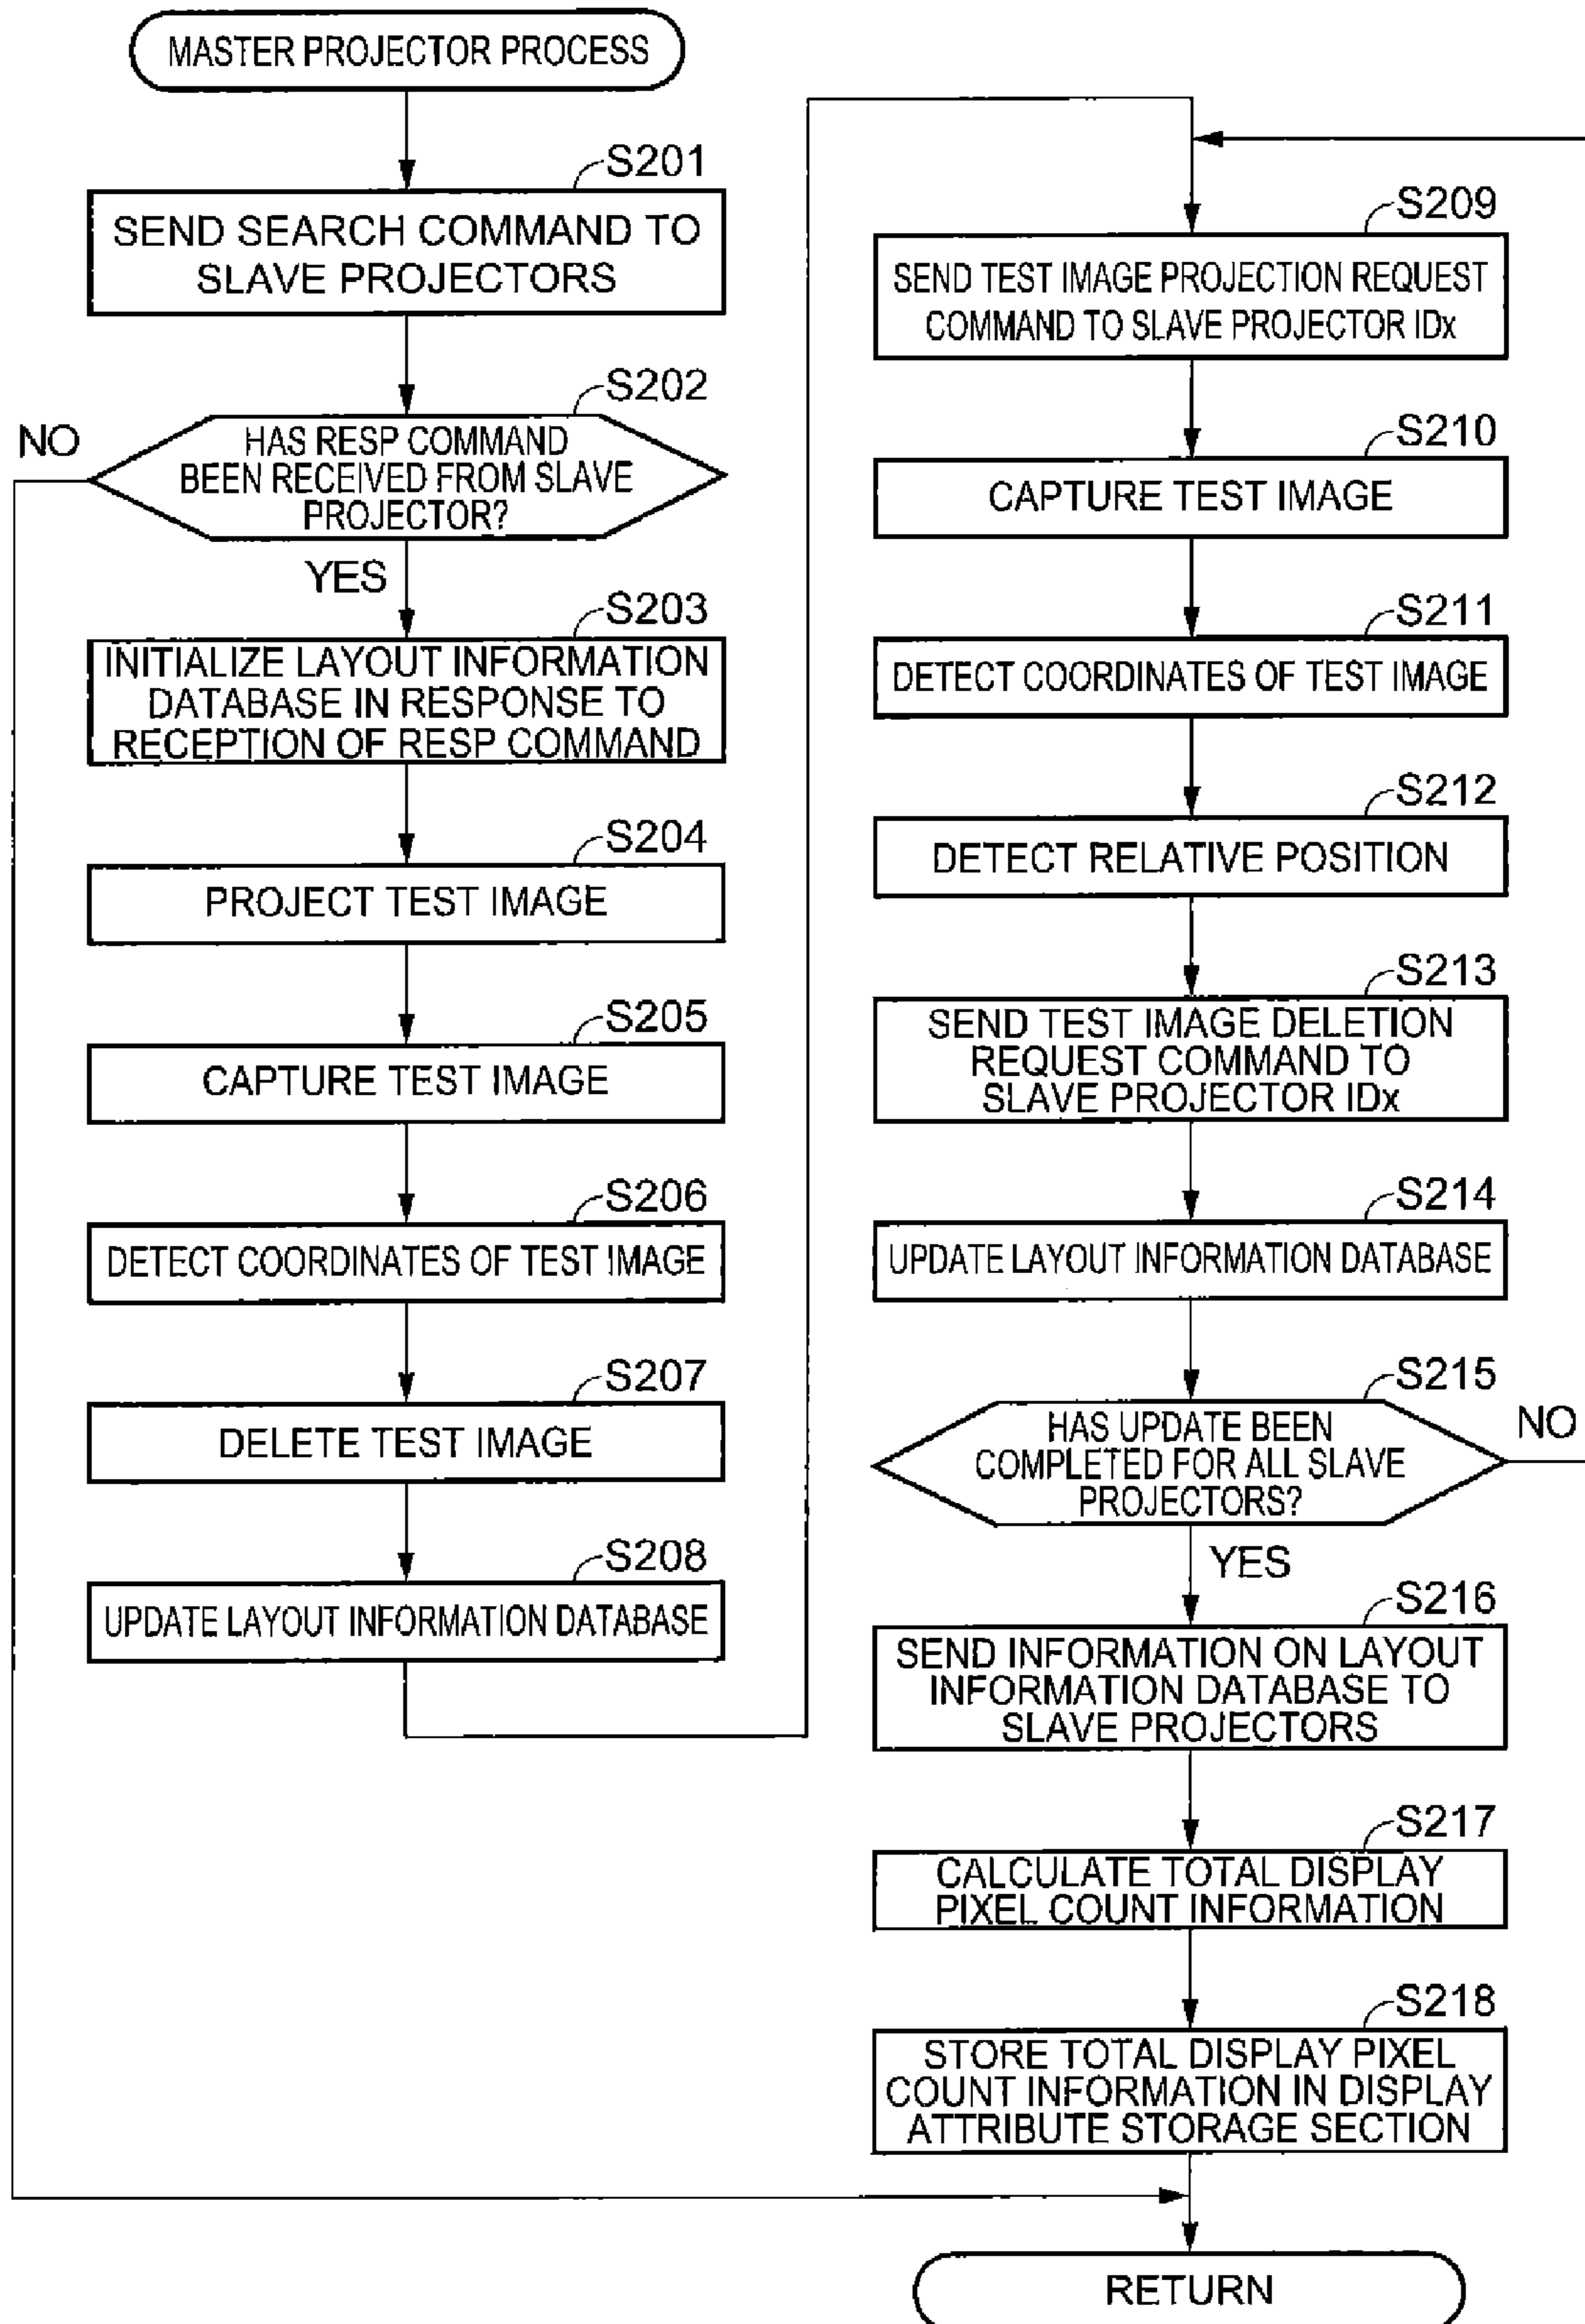 MASTER PROJECTOR PROCESS
S201
SEND SEARCH COMMAND TO
SLAVE PROJECTORS
S202
NO
HAS RESP COMMAND
BEEN RECEIVED FROM SLAVE
PROJECTOR?
YES
S203
INITIALIZE LAYOUT INFORMATION
DATABASE IN RESPONSE TO
RECEPTION OF RESP COMMAND
S204
PROJECT TEST IMAGE
S205
CAPTURE TEST IMAGE
S206
DETECT COORDINATES OF TEST IMAGE
S207
DELETE TEST IMAGE
S208
UPDATE LAYOUT INFORMATION DATABASE
S209
SEND TEST IMAGE PROJECTION REQUEST
COMMAND TO SLAVE PROJECTOR IDx
S210
CAPTURE TEST IMAGE
S211
DETECT COORDINATES OF TEST IMAGE
S212
DETECT RELATIVE POSITION
S213
SEND TEST IMAGE DELETION
REQUEST COMMAND TO
SLAVE PROJECTOR IDx
S214
UPDATE LAYOUT INFORMATION DATABASE
S215
HAS UPDATE BEEN
COMPLETED FOR ALL SLAVE
PROJECTORS?
NO
YES
S216
SEND INFORMATION ON LAYOUT
INFORMATION DATABASE TO
SLAVE PROJECTORS
S217
CALCULATE TOTAL DISPLAY
PIXEL COUNT INFORMATION
S218
STORE TOTAL DISPLAY PIXEL
COUNT INFORMATION IN DISPLAY
ATTRIBUTE STORAGE SECTION
RETURN